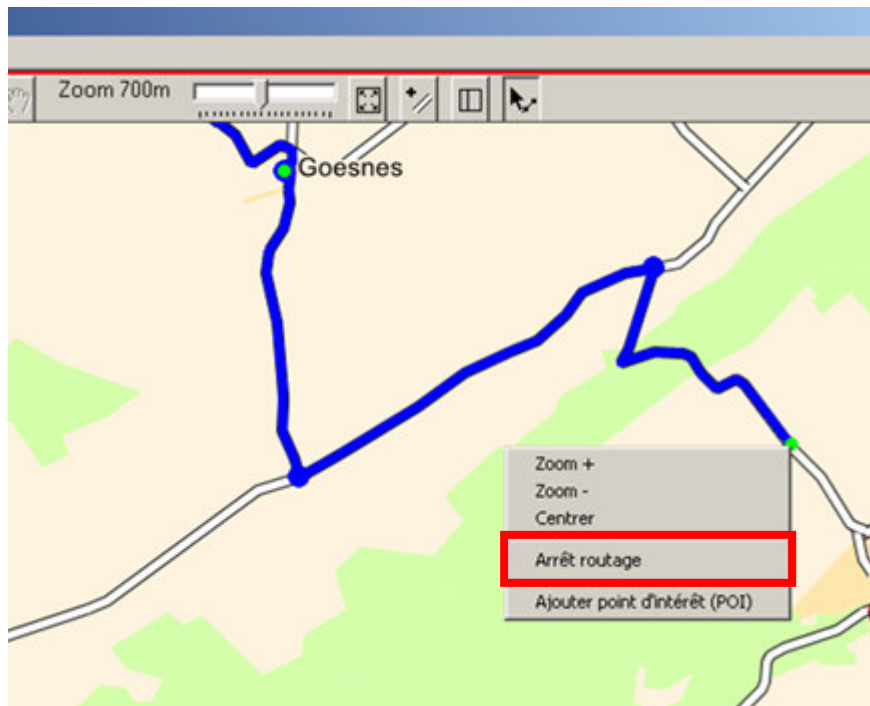 Zoom 700m
Goesnes
Zoom +
Zoom -
Centrer
Arrêt routage
Ajouter point d'intérêt (POI)